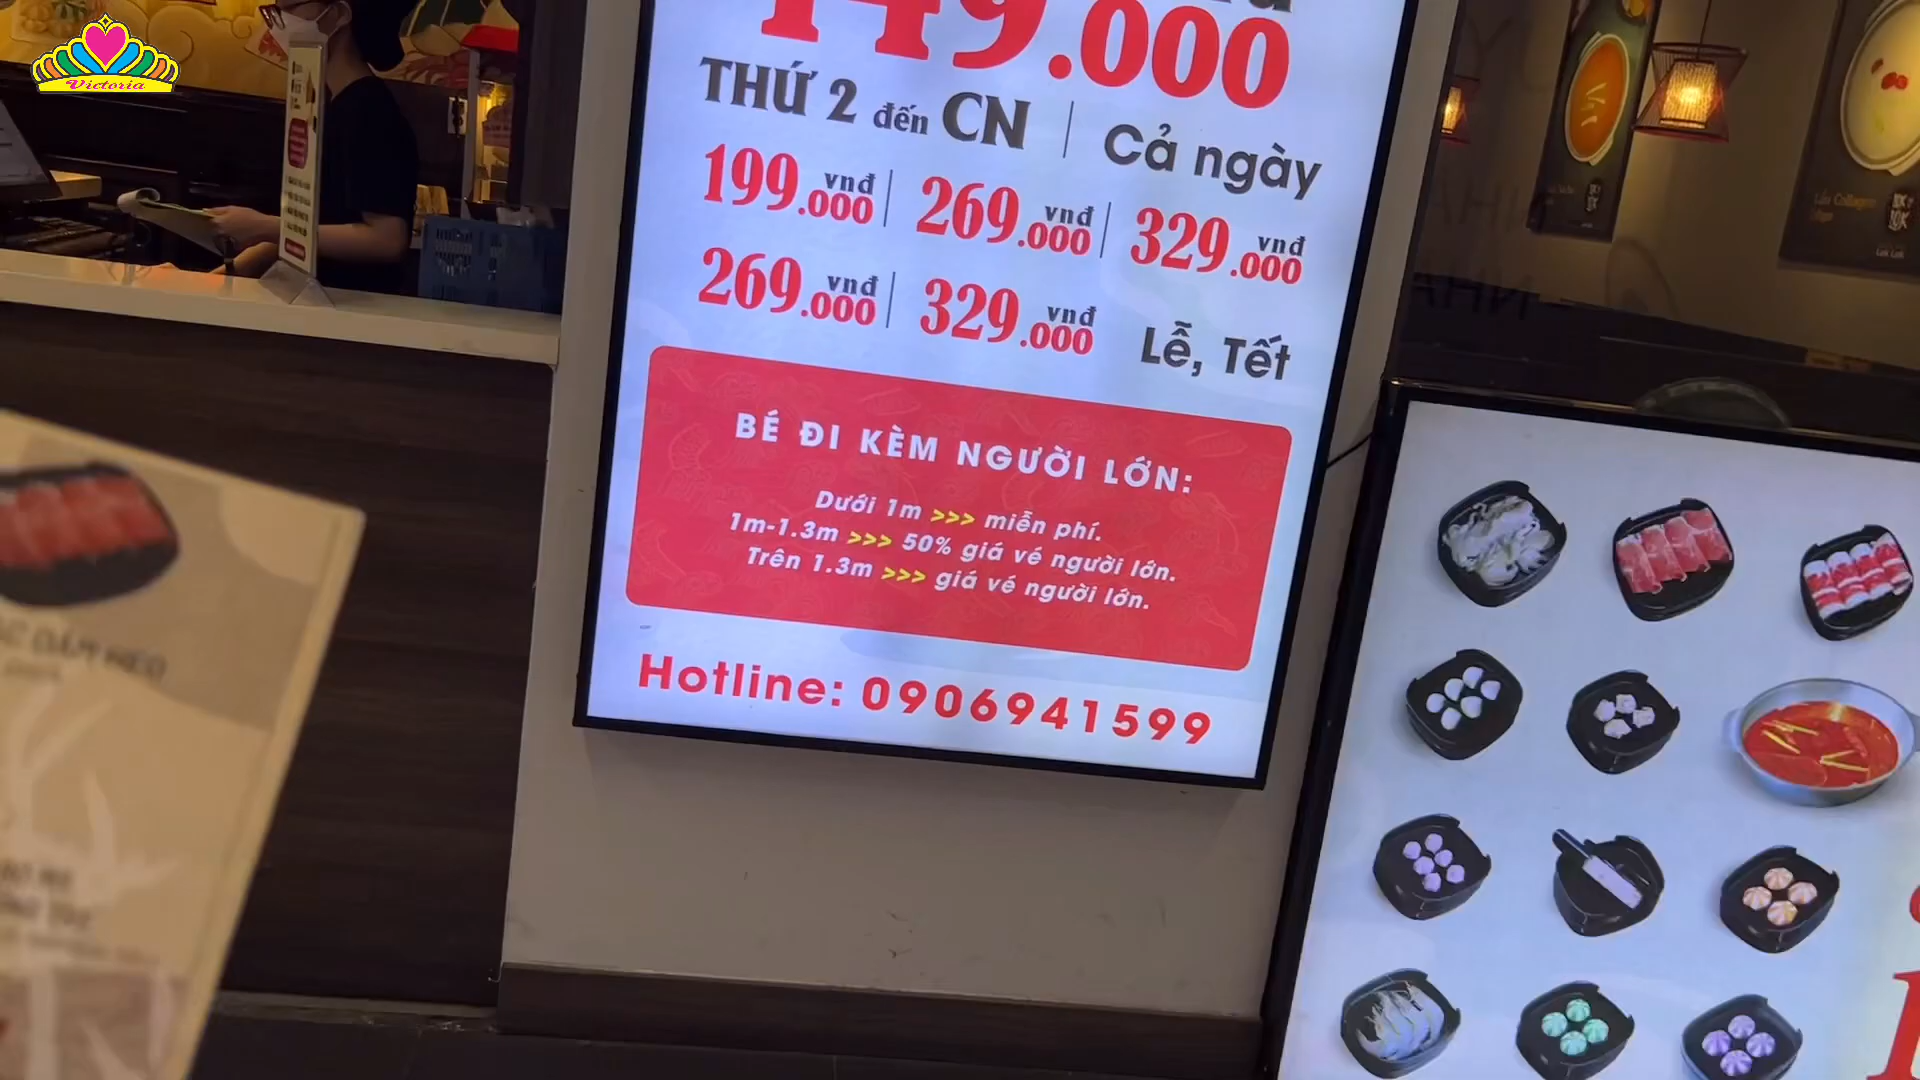 Victoria
149.000
THỨ 2 đến CN | Cả ngày
199.000 vnđ | 269.000 vnđ | 329.000 vnđ
269.000 vnđ | 329.000 vnđ Lễ, Tết
BÉ ĐI KÈM NGƯỜI LỚN:
Dưới 1m >>> miễn phí.
1m-1.3m >>> 50% giá vé người lớn.
Trên 1.3m >>> giá vé người lớn.
Hotline: 0906941599
Lẩu Collagen